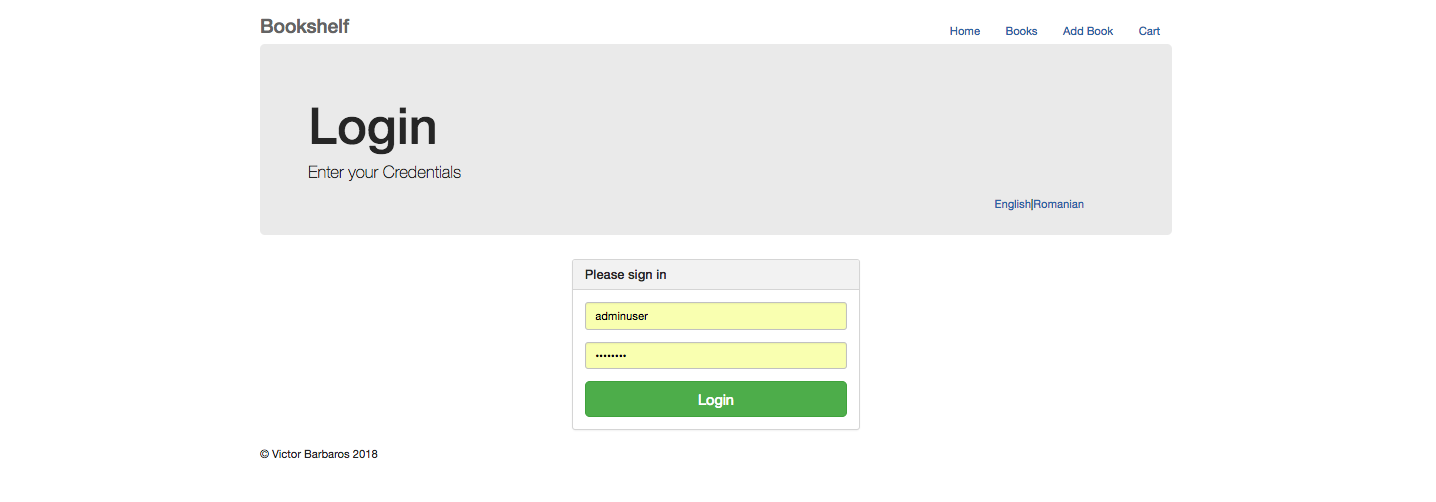 Bookshelf
Home Books Add Book Cart
Login
Enter your Credentials
English|Romanian
Please sign in
adminuser
••••••••
Login
© Victor Barbaros 2018